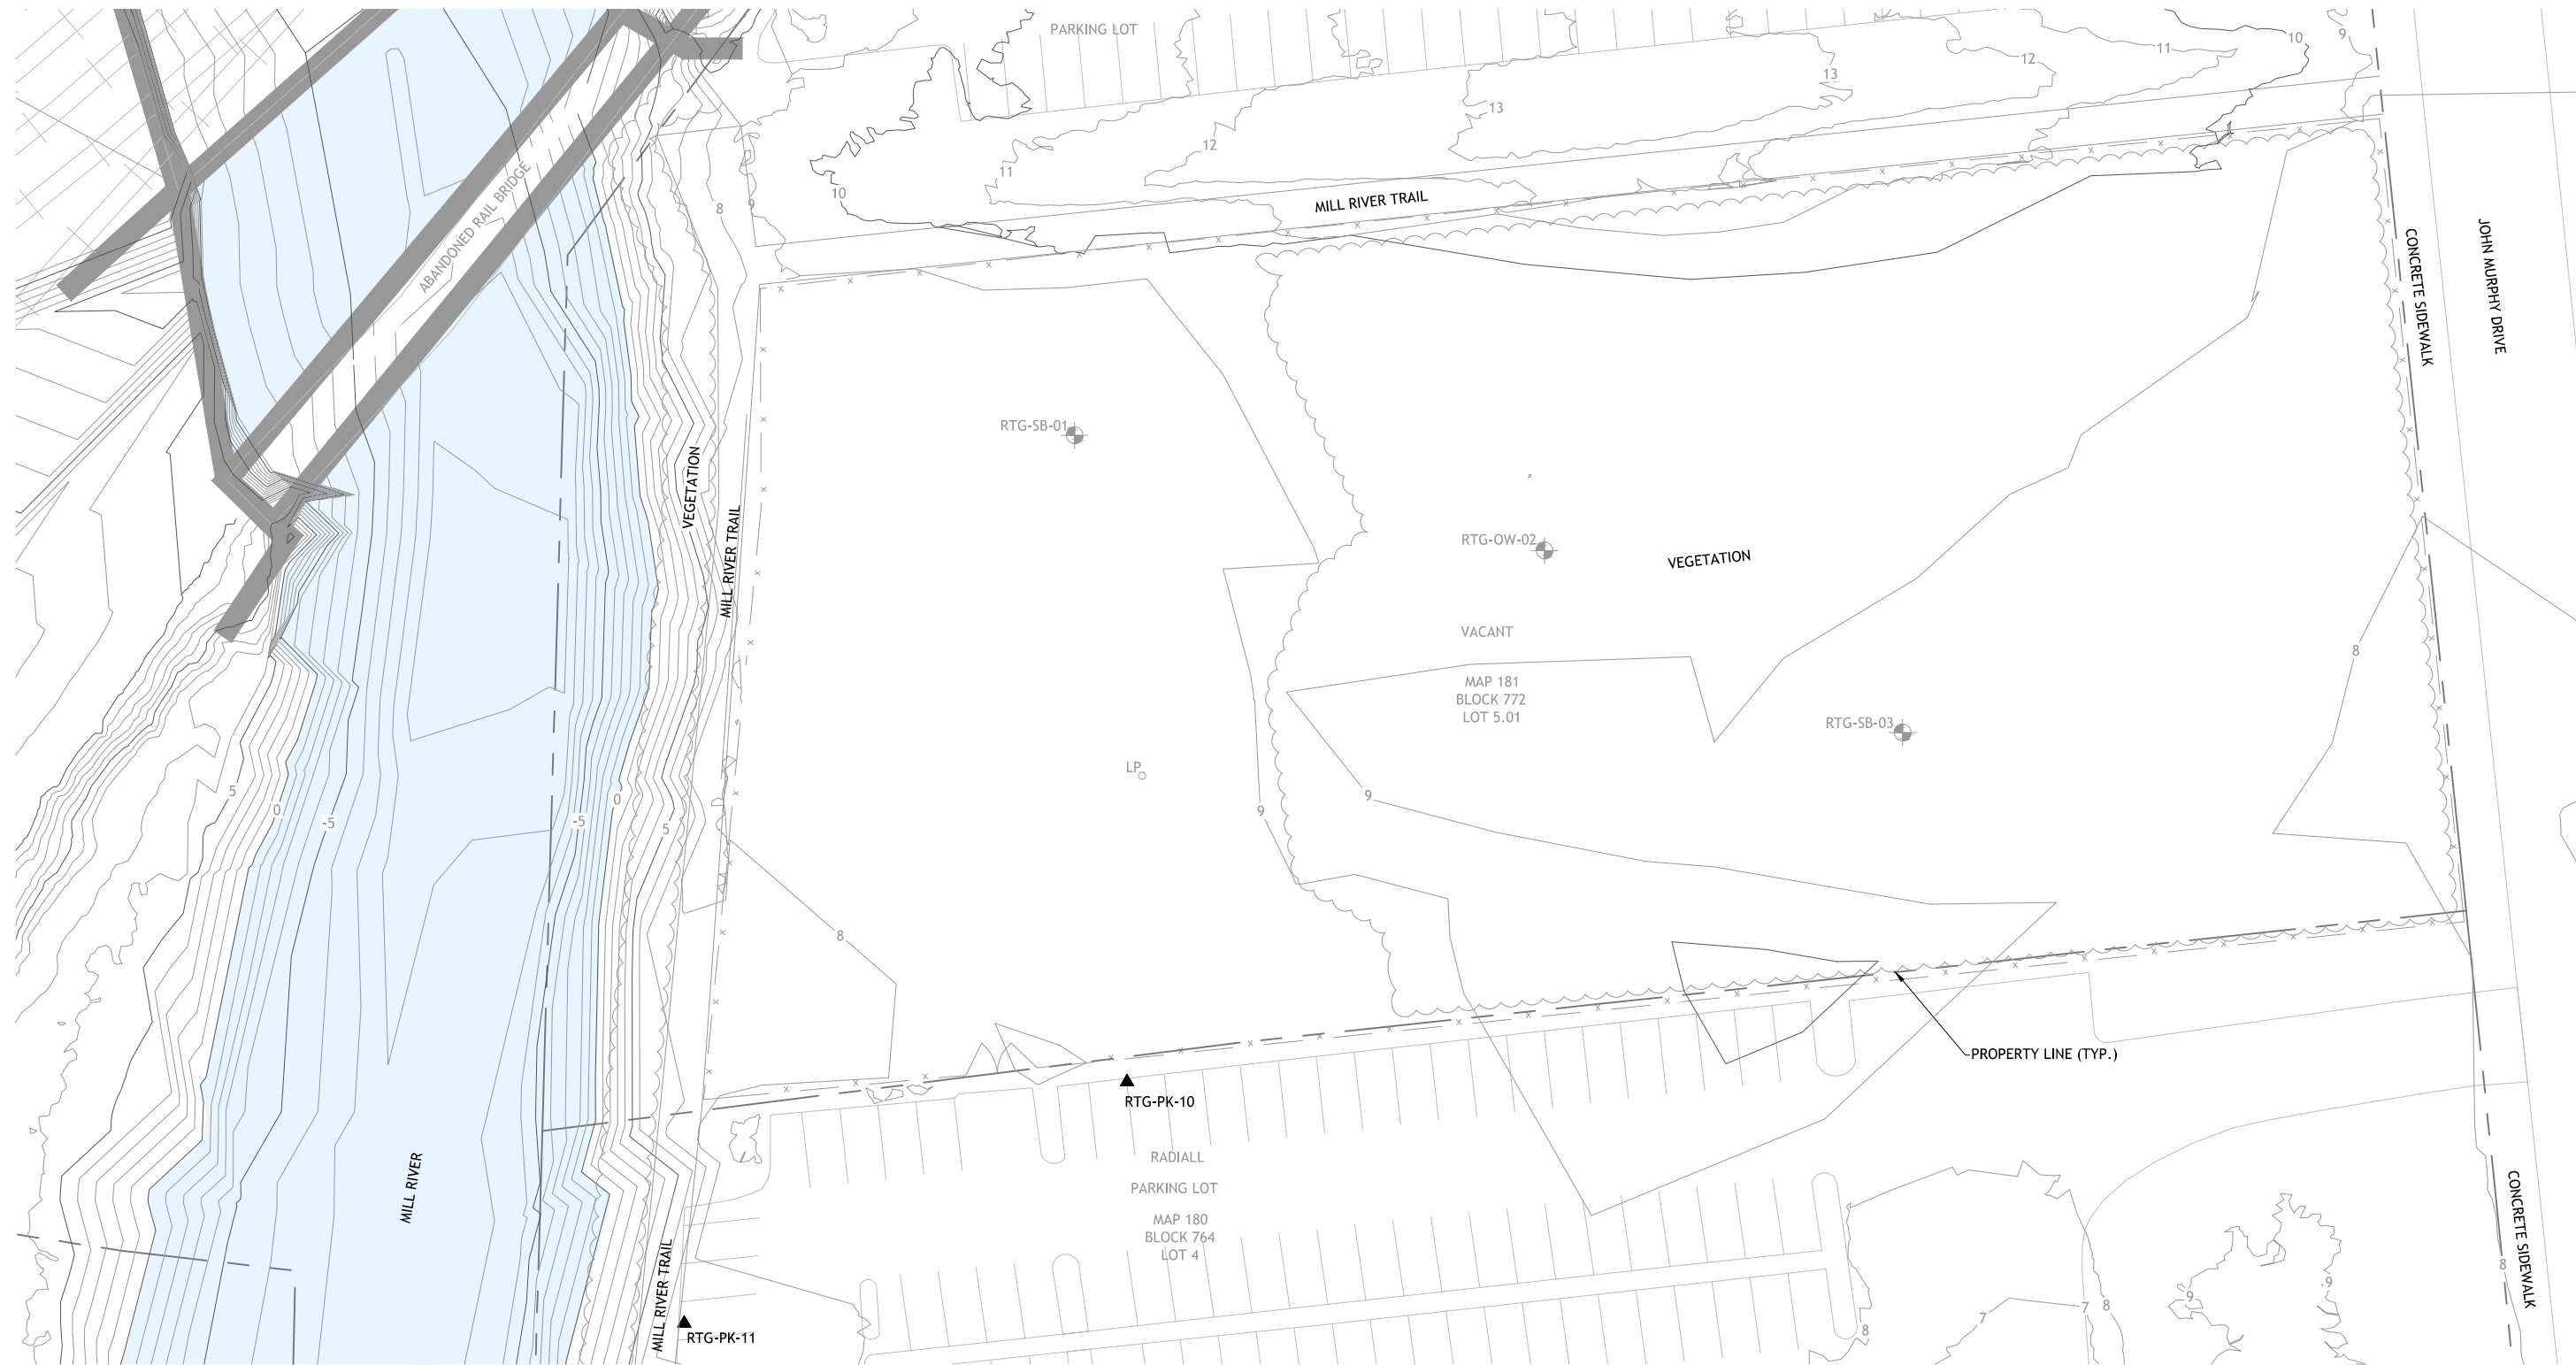 PARKING LOT
10
9
11
12
13
13
12
11
10
8
9
MILL RIVER TRAIL
ABANDONED RAIL BRIDGE
CONCRETE SIDEWALK
JOHN MURPHY DRIVE
RTG-SB-01
VEGETATION
MILL RIVER TRAIL
RTG-OW-02
VEGETATION
VACANT
8
MAP 181
BLOCK 772
LOT 5.01
RTG-SB-03
LP
5
0
-5
-5
0
5
9
9
8
PROPERTY LINE (TYP.)
RTG-PK-10
MILL RIVER
RADIALL
PARKING LOT
MAP 180
BLOCK 764
LOT 4
CONCRETE SIDEWALK
MILL RIVER TRAIL
RTG-PK-11
8
7
7
8
9
9
8